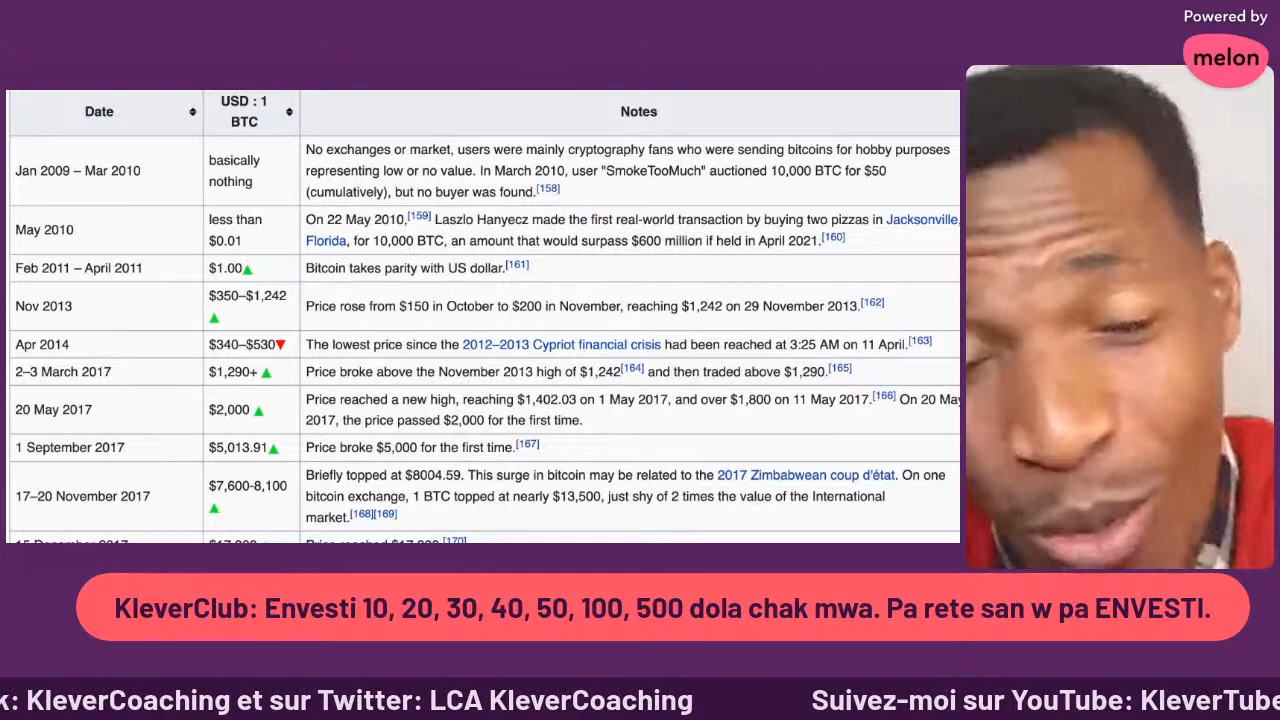 Powered by
melon
Date
USD : 1
BTC
Notes
Jan 2009 – Mar 2010
basically
nothing
No exchanges or market, users were mainly cryptography fans who were sending bitcoins for hobby purposes
representing low or no value. In March 2010, user "SmokeTooMuch" auctioned 10,000 BTC for $50
(cumulatively), but no buyer was found.[158]
May 2010
less than
$0.01
On 22 May 2010,[159] Laszlo Hanyecz made the first real-world transaction by buying two pizzas in Jacksonville,
Florida, for 10,000 BTC, an amount that would surpass $600 million if held in April 2021.[160]
Feb 2011 – April 2011
$1.00▲
Bitcoin takes parity with US dollar.[161]
Nov 2013
$350–$1,242
▲
Price rose from $150 in October to $200 in November, reaching $1,242 on 29 November 2013.[162]
Apr 2014
$340–$530▼
The lowest price since the 2012–2013 Cypriot financial crisis had been reached at 3:25 AM on 11 April.[163]
2–3 March 2017
$1,290+ ▲
Price broke above the November 2013 high of $1,242[164] and then traded above $1,290.[165]
20 May 2017
$2,000 ▲
Price reached a new high, reaching $1,402.03 on 1 May 2017, and over $1,800 on 11 May 2017.[166] On 20 May
2017, the price passed $2,000 for the first time.
1 September 2017
$5,013.91▲
Price broke $5,000 for the first time.[167]
17–20 November 2017
$7,600-8,100
▲
Briefly topped at $8004.59. This surge in bitcoin may be related to the 2017 Zimbabwean coup d'état. On one
bitcoin exchange, 1 BTC topped at nearly $13,500, just shy of 2 times the value of the International
market.[168][169]
KleverClub: Envesti 10, 20, 30, 40, 50, 100, 500 dola chak mwa. Pa rete san w pa ENVESTI.
k: KleverCoaching et sur Twitter: LCA KleverCoaching
Suivez-moi sur YouTube: KleverTube